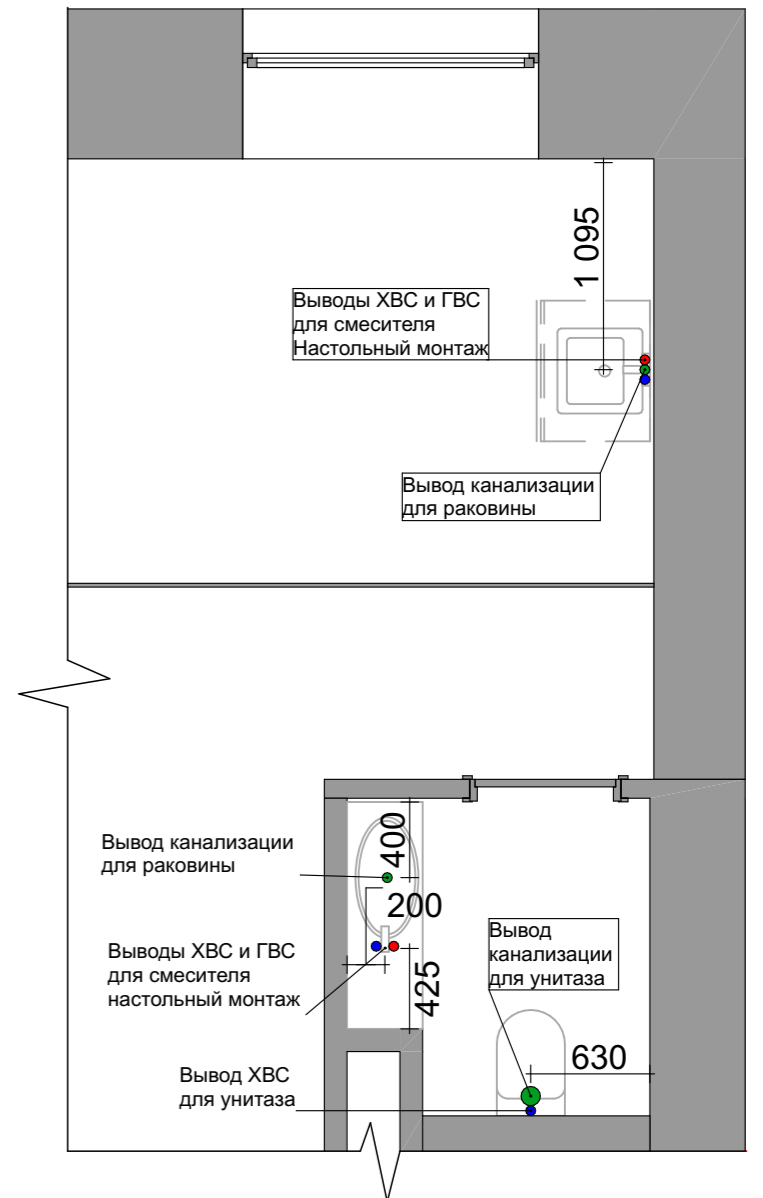 1 095
Выводы ХВС и ГВС
для смесителя
Настольный монтаж
Вывод канализации
для раковины
400
Вывод канализации
для раковины
200
Вывод
канализации
для унитаза
Выводы ХВС и ГВС
для смесителя
настольный монтаж
425
630
Вывод ХВС
для унитаза